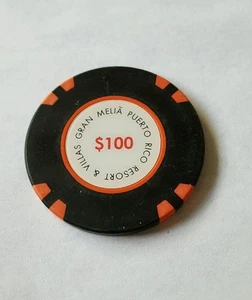 GRAN MELIÃ PUERTO RICO RESORT & VILLAS
$100